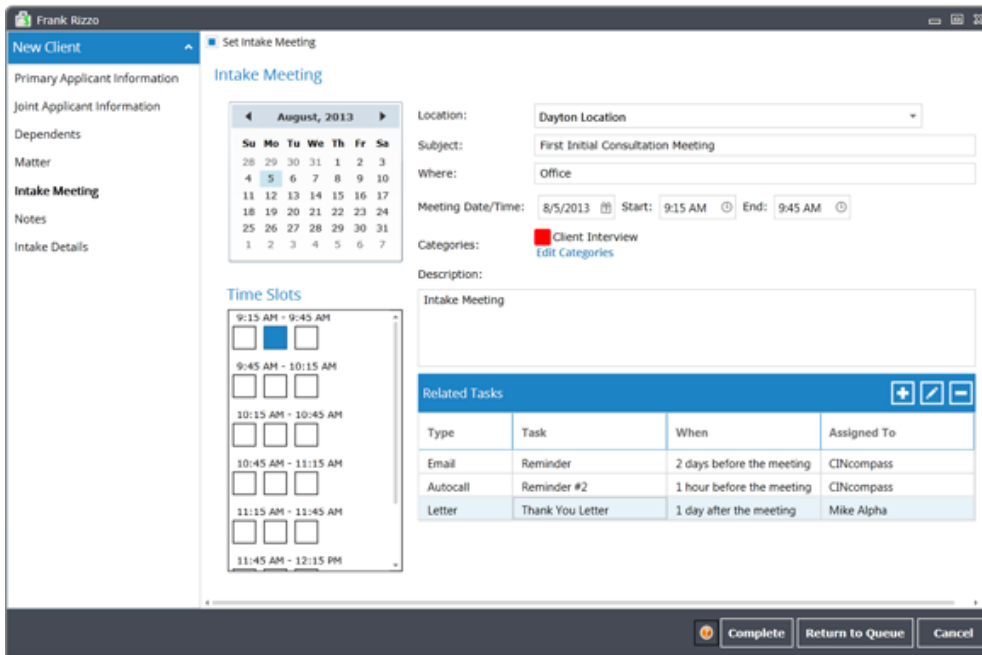 Frank Rizzo
New Client
Primary Applicant Information
Joint Applicant Information
Dependents
Matter
Intake Meeting
Notes
Intake Details
Set Intake Meeting
Intake Meeting
August, 2013
Su Mo Tu We Th Fr Sa
28 29 30 31 1 2 3
4 5 6 7 8 9 10
11 12 13 14 15 16 17
18 19 20 21 22 23 24
25 26 27 28 29 30 31
1 2 3 4 5 6 7
Time Slots
9:15 AM - 9:45 AM
9:45 AM - 10:15 AM
10:15 AM - 10:45 AM
10:45 AM - 11:15 AM
11:15 AM - 11:45 AM
11:45 AM - 12:15 PM
Location: Dayton Location
Subject: First Initial Consultation Meeting
Where: Office
Meeting Date/Time: 8/5/2013 Start: 9:15 AM End: 9:45 AM
Categories: Client Interview
Edit Categories
Description:
Intake Meeting
Related Tasks
Type Task When Assigned To
Email Reminder 2 days before the meeting CINcompass
Autocall Reminder #2 1 hour before the meeting CINcompass
Letter Thank You Letter 1 day after the meeting Mike Alpha
Complete Return to Queue Cancel